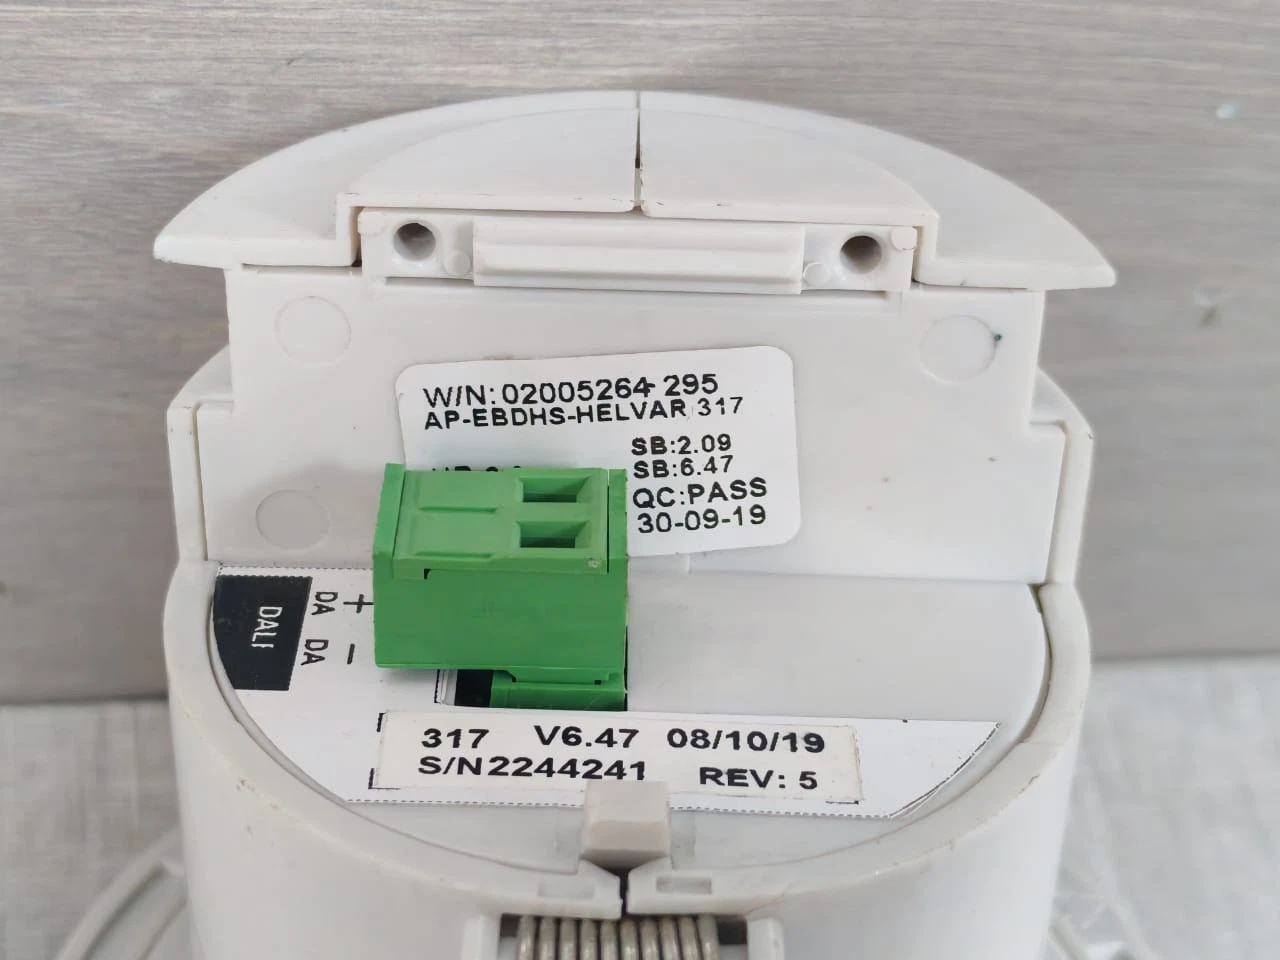 W/N:02005264 295
AP-EBDHS-HELVAR 317
SB:2.09
SB:6.47
QC:PASS
30-09-19
DALI
DA +
DA -
317 V6.47 08/10/19
S/N2244241 REV: 5